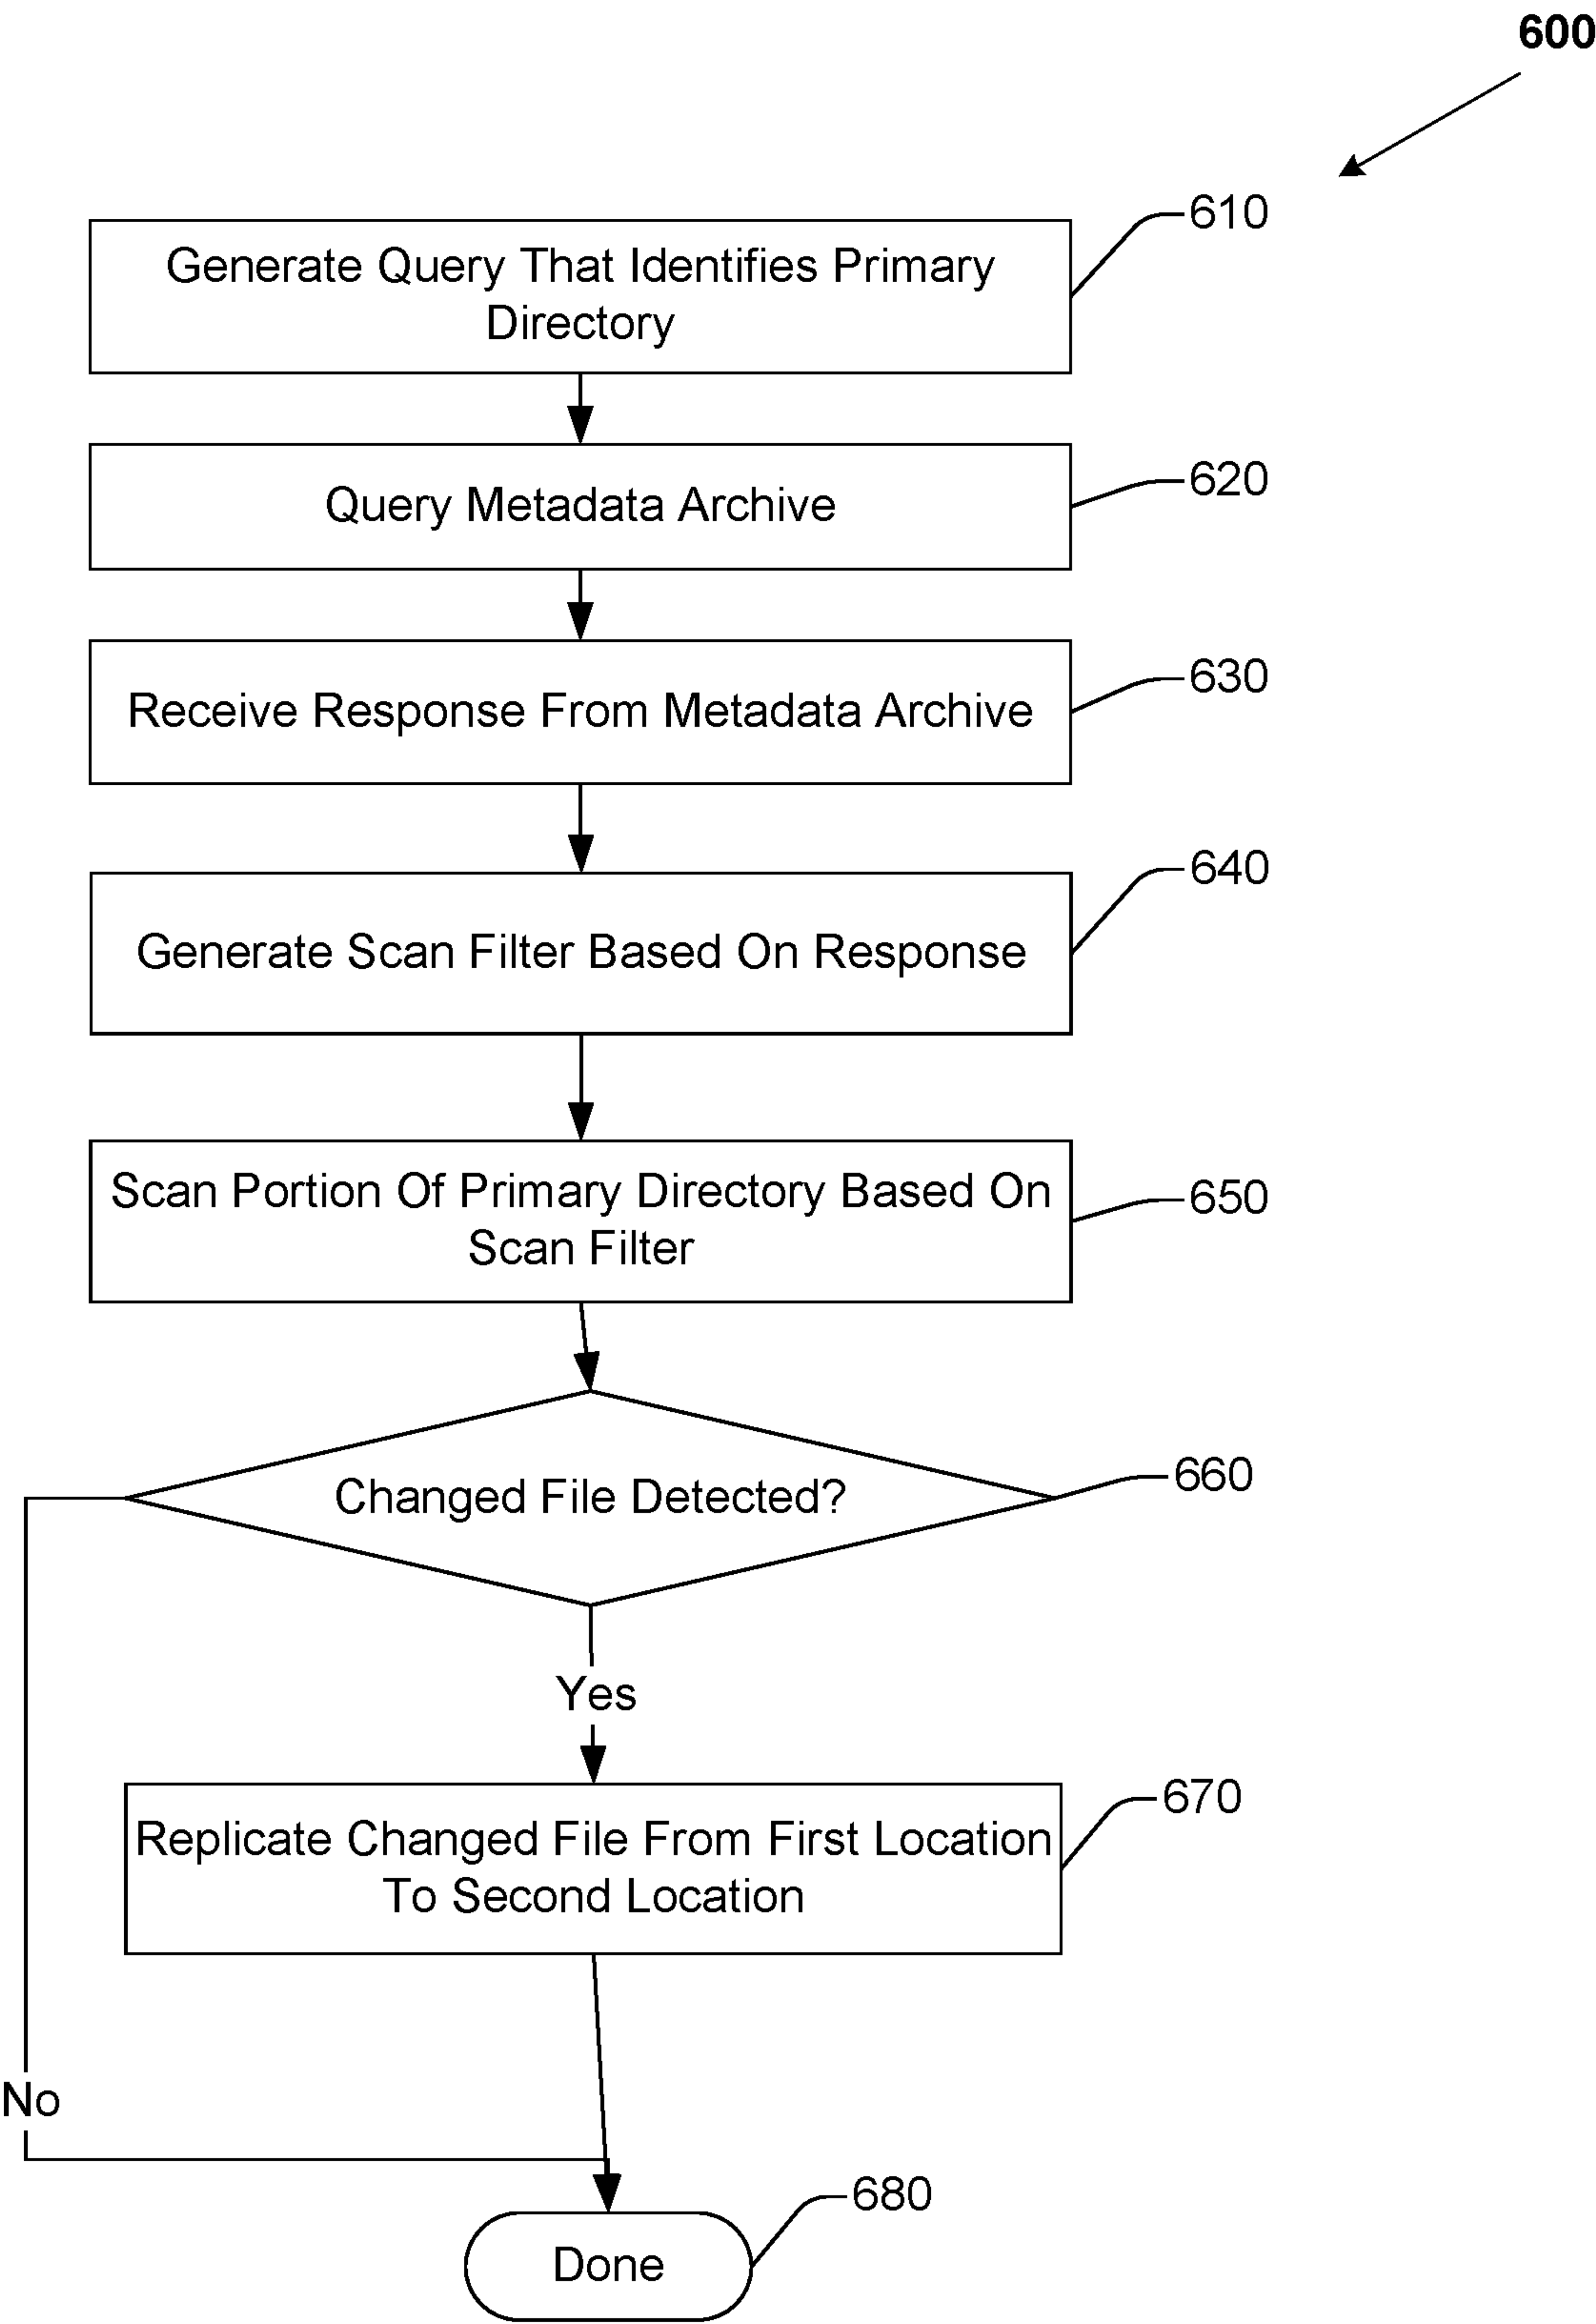 600
610
Generate Query That Identifies Primary
Directory
620
Query Metadata Archive
630
Receive Response From Metadata Archive
640
Generate Scan Filter Based On Response
650
Scan Portion Of Primary Directory Based On
Scan Filter
660
Changed File Detected?
Yes
670
Replicate Changed File From First Location
To Second Location
No
680
Done